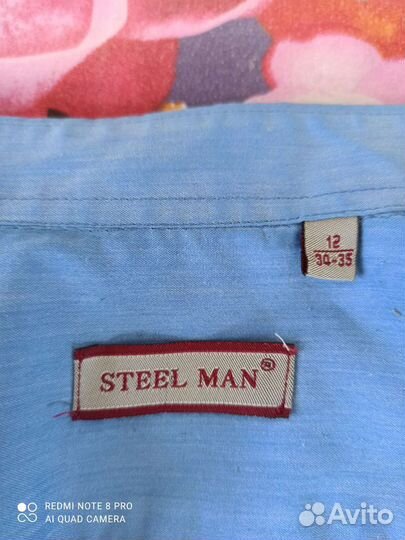 12
34-35
STEEL MAN®
REDMI NOTE 8 PRO
AI QUAD CAMERA
Avito